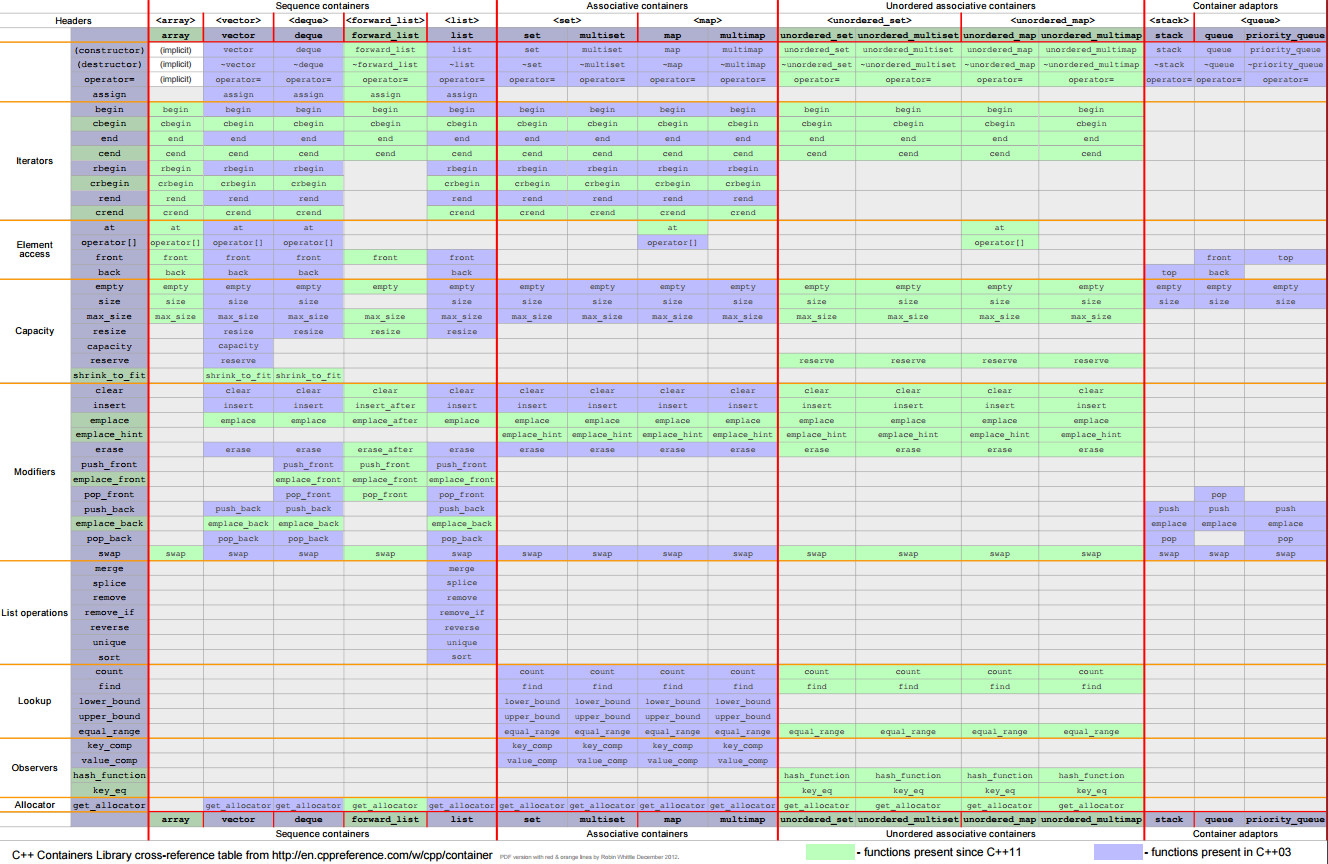 Sequence containers Associative containers Unordered associative containers Container adaptors
Headers <array> <vector> <deque> <forward_list> <list> <set> <map> <unordered_set> <unordered_map> <stack> <queue>
array vector deque forward_list list set multiset map multimap unordered_set unordered_multiset unordered_map unordered_multimap stack queue priority_queue
(constructor) (implicit) vector deque forward_list list set multiset map multimap unordered_set unordered_multiset unordered_map unordered_multimap stack queue priority_queue
(destructor) (implicit) ~vector ~deque ~forward_list ~list ~set ~multiset ~map ~multimap ~unordered_set ~unordered_multiset ~unordered_map ~unordered_multimap ~stack ~queue ~priority_queue
operator= (implicit) operator= operator= operator= operator= operator= operator= operator= operator= operator= operator= operator= operator= operator= operator= operator=
assign assign assign assign assign
Iterators
begin begin begin begin begin begin begin begin begin begin begin begin begin begin
cbegin cbegin cbegin cbegin cbegin cbegin cbegin cbegin cbegin cbegin cbegin cbegin cbegin cbegin
end end end end end end end end end end end end end end
cend cend cend cend cend cend cend cend cend cend cend cend cend cend
rbegin rbegin rbegin rbegin rbegin rbegin rbegin rbegin rbegin
crbegin crbegin crbegin crbegin crbegin crbegin crbegin crbegin crbegin
rend rend rend rend rend rend rend rend rend
crend crend crend crend crend crend crend crend crend
Element
access
at at at at at at
operator[] operator[] operator[] operator[] operator[] operator[]
front front front front front front front top
back back back back back top back
Capacity
empty empty empty empty empty empty empty empty empty empty empty empty empty empty empty empty empty
size size size size size size size size size size size size size size size size
max_size max_size max_size max_size max_size max_size max_size max_size max_size max_size max_size max_size max_size max_size
resize resize resize resize resize
capacity capacity
reserve reserve reserve reserve reserve reserve
shrink_to_fit shrink_to_fit shrink_to_fit
Modifiers
clear clear clear clear clear clear clear clear clear clear clear clear clear
insert insert insert insert_after insert insert insert insert insert insert insert insert insert
emplace emplace emplace emplace_after emplace emplace emplace emplace emplace emplace emplace emplace emplace
emplace_hint emplace_hint emplace_hint emplace_hint emplace_hint emplace_hint emplace_hint emplace_hint emplace_hint
erase erase erase erase_after erase erase erase erase erase erase erase erase erase
push_front push_front push_front push_front
emplace_front emplace_front emplace_front emplace_front
pop_front pop_front pop_front pop_front pop
push_back push_back push_back push_back push push push
emplace_back emplace_back emplace_back emplace_back emplace emplace emplace
pop_back pop_back pop_back pop_back pop pop
swap swap swap swap swap swap swap swap swap swap swap swap swap swap swap swap swap
List operations
merge merge
splice splice
remove remove
remove_if remove_if
reverse reverse
unique unique
sort sort
Lookup
count count count count count count count count count
find find find find find find find find find
lower_bound lower_bound lower_bound lower_bound lower_bound
upper_bound upper_bound upper_bound upper_bound upper_bound
equal_range equal_range equal_range equal_range equal_range equal_range equal_range equal_range equal_range
Observers
key_comp key_comp key_comp key_comp key_comp
value_comp value_comp value_comp value_comp value_comp
hash_function hash_function hash_function hash_function hash_function
key_eq key_eq key_eq key_eq key_eq
Allocator get_allocator get_allocator get_allocator get_allocator get_allocator get_allocator get_allocator get_allocator get_allocator get_allocator get_allocator get_allocator get_allocator
array vector deque forward_list list set multiset map multimap unordered_set unordered_multiset unordered_map unordered_multimap stack queue priority_queue
Sequence containers Associative containers Unordered associative containers Container adaptors
C++ Containers Library cross-reference table from http://en.cppreference.com/w/cpp/container PDF version with red & orange lines by Robin Whittle December 2012. - functions present since C++11 - functions present in C++03